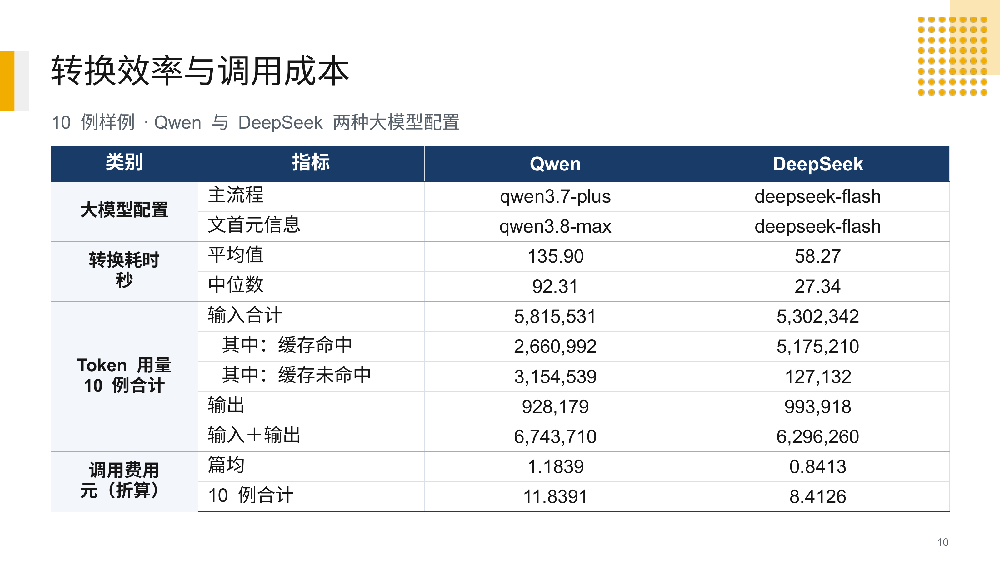 转换效率与调用成本
10 例样例 · Qwen 与 DeepSeek 两种大模型配置
类别 指标 Qwen DeepSeek
大模型配置
主流程 qwen3.7-plus deepseek-flash
文首元信息 qwen3.8-max deepseek-flash
转换耗时
秒
平均值 135.90 58.27
中位数 92.31 27.34
Token 用量
10 例合计
输入合计 5,815,531 5,302,342
其中：缓存命中 2,660,992 5,175,210
其中：缓存未命中 3,154,539 127,132
输出 928,179 993,918
输入＋输出 6,743,710 6,296,260
调用费用
元（折算）
篇均 1.1839 0.8413
10 例合计 11.8391 8.4126
10